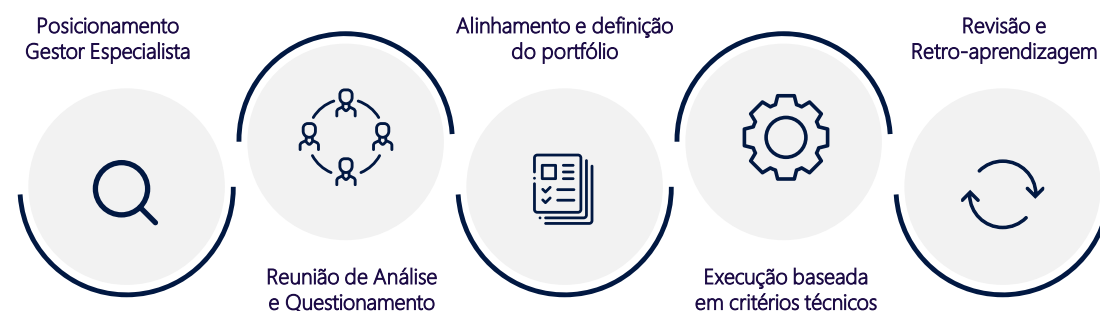 Posicionamento
Gestor Especialista
Reunião de Análise
e Questionamento
Alinhamento e definição
do portfólio
Execução baseada
em critérios técnicos
Revisão e
Retro-aprendizagem